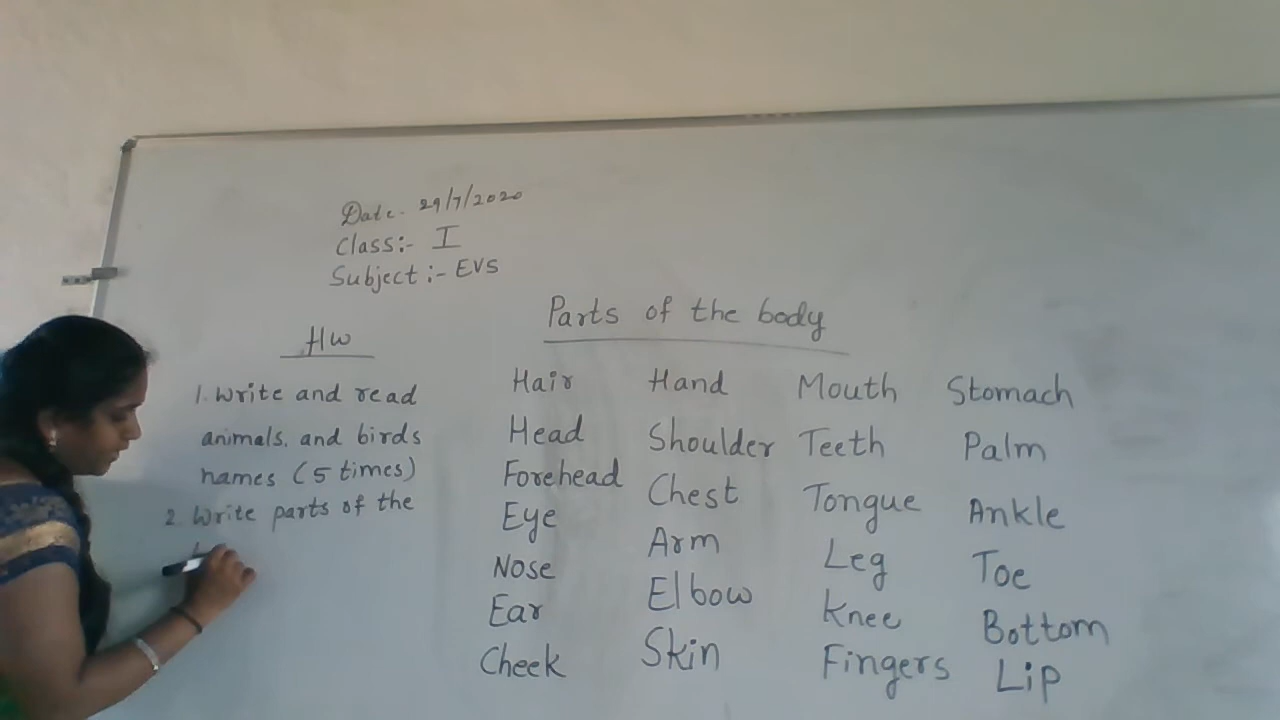 Date. 29/7/2020
Class:- I
Subject :- EVS
HW
1. Write and read
animals. and birds
names (5 times)
2. Write parts of the
Parts of the body
Hair Hand Mouth Stomach
Head Shoulder Teeth Palm
Forehead Chest Tongue Ankle
Eye Arm Leg Toe
Nose Elbow Knee Bottom
Ear Skin Fingers Lip
Cheek